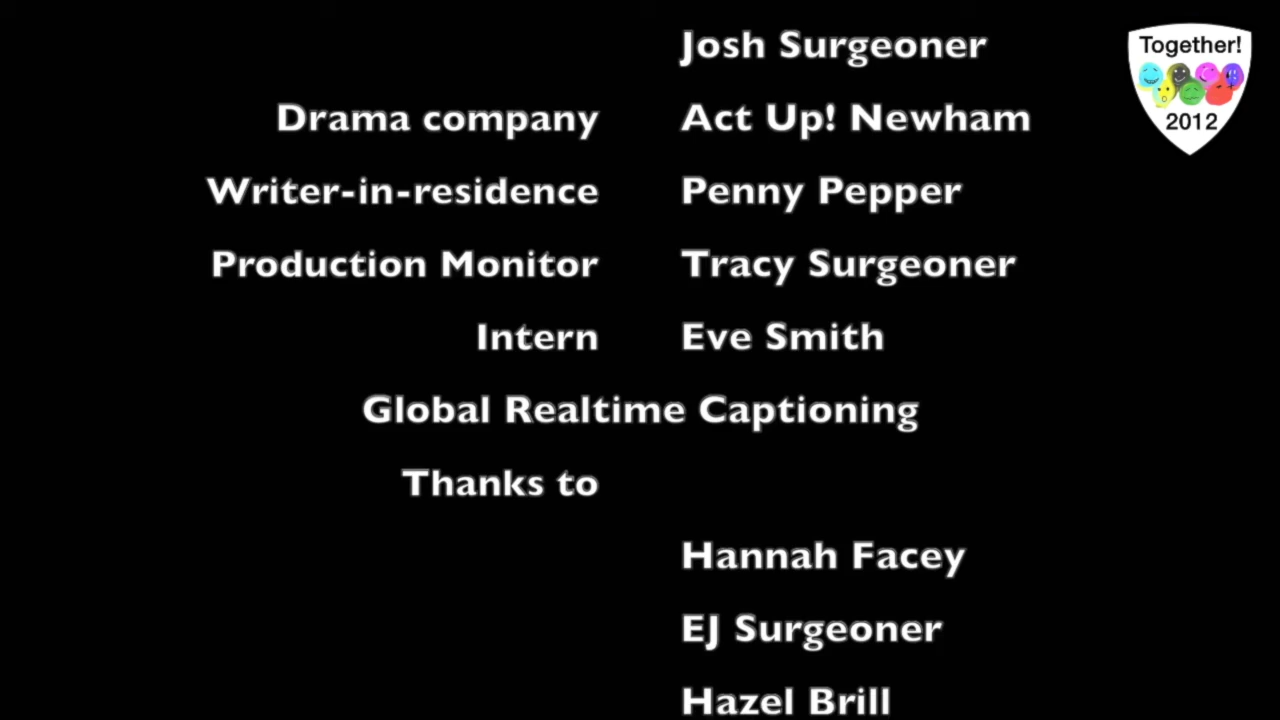 Josh Surgeoner
Together!
2012
Drama company Act Up! Newham
Writer-in-residence Penny Pepper
Production Monitor Tracy Surgeoner
Intern Eve Smith
Global Realtime Captioning
Thanks to
Hannah Facey
EJ Surgeoner
Hazel Brill